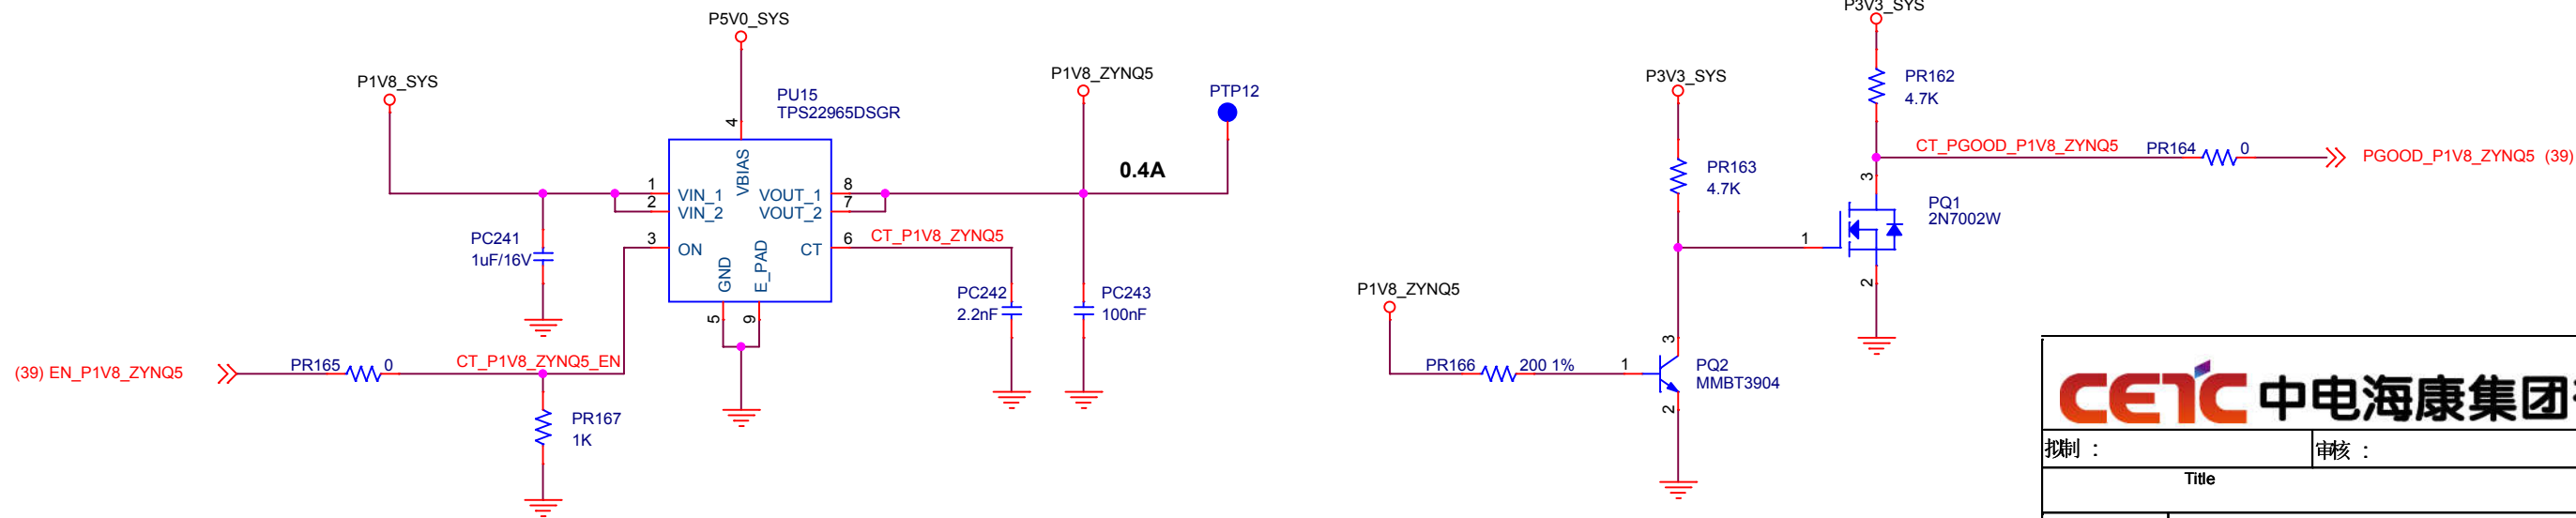 P5V0_SYS
P1V8_SYS
PU15
TPS22965DSGR
4
VBIAS
1
VIN_1
2
VIN_2
3
ON
GND
E_PAD
5
9
VOUT_1
8
VOUT_2
7
CT
6
CT_P1V8_ZYNQ5
P1V8_ZYNQ5
PTP12
0.4A
PC241
1uF/16V
PC242
2.2nF
PC243
100nF
(39) EN_P1V8_ZYNQ5
PR165
0
CT_P1V8_ZYNQ5_EN
PR167
1K
P3V3_SYS
PR163
4.7K
P1V8_ZYNQ5
PR166
200 1%
1
3
2
PQ2
MMBT3904
P3V3_SYS
PR162
4.7K
CT_PGOOD_P1V8_ZYNQ5
PR164
0
PGOOD_P1V8_ZYNQ5 (39)
3
1
2
PQ1
2N7002W
CETC 中电海康集团
拟制 :
审核 :
Title